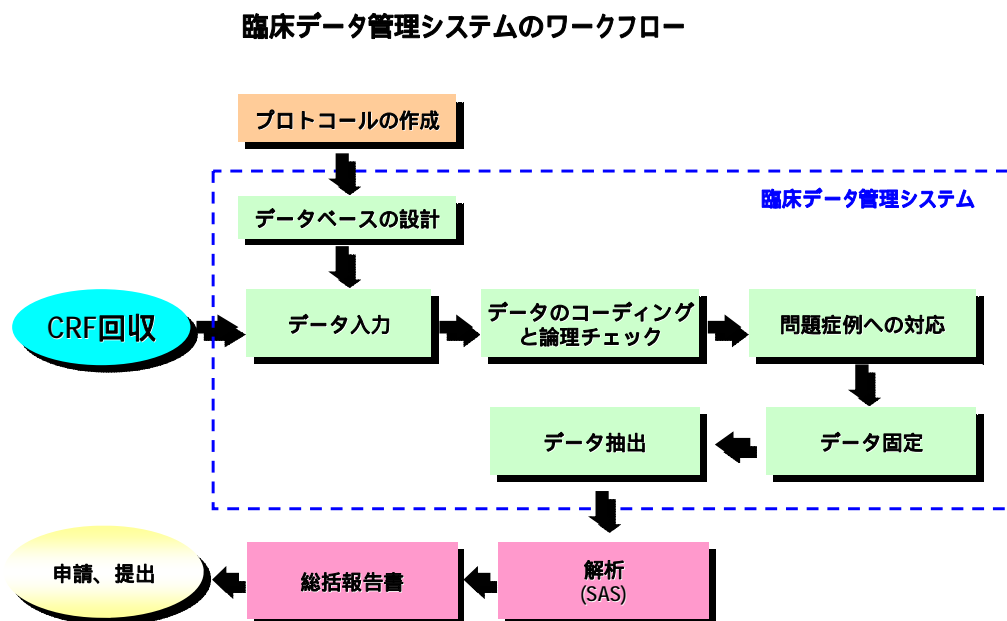 臨床データ管理システムのワークフロー
プロトコールの作成
臨床データ管理システム
データベースの設計
CRF回収
データ入力
データのコーディング
と論理チェック
問題症例への対応
データ抽出
データ固定
申請、提出
総括報告書
解析
(SAS)